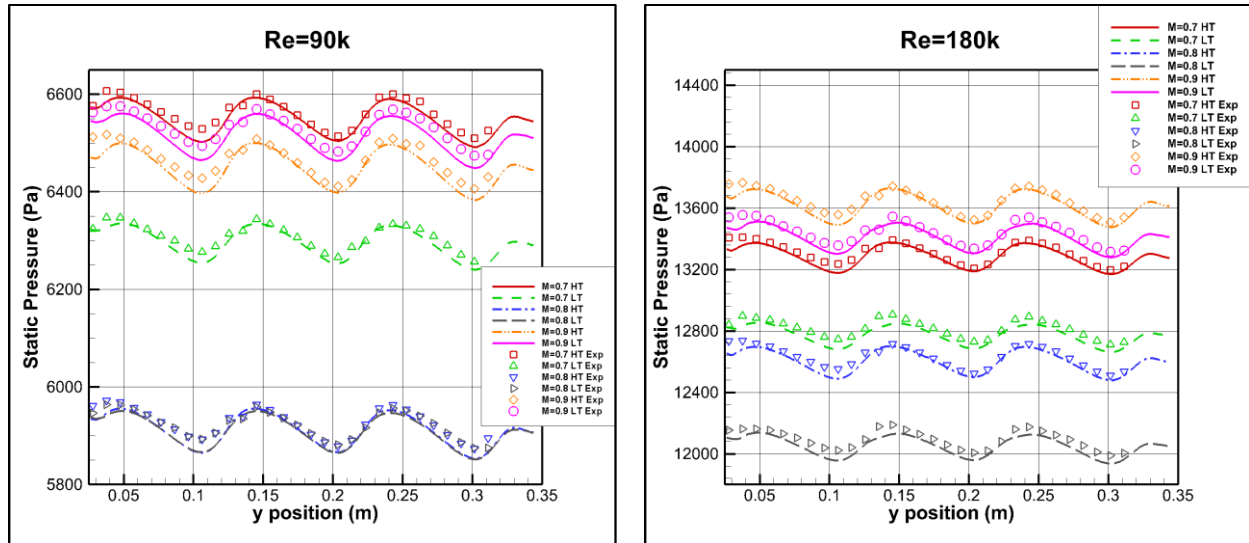 Re=90k
Static Pressure (Pa)
6600
6400
6200
6000
5800
0.05
0.1
0.15
0.2
0.25
0.3
0.35
y position (m)
M=0.7 HT
M=0.7 LT
M=0.8 HT
M=0.8 LT
M=0.9 HT
M=0.9 LT
M=0.7 HT Exp
M=0.7 LT Exp
M=0.8 HT Exp
M=0.8 LT Exp
M=0.9 HT Exp
M=0.9 LT Exp
Re=180k
Static Pressure (Pa)
14400
14000
13600
13200
12800
12400
12000
0.05
0.1
0.15
0.2
0.25
0.3
0.35
y position (m)
M=0.7 HT
M=0.7 LT
M=0.8 HT
M=0.8 LT
M=0.9 HT
M=0.9 LT
M=0.7 HT Exp
M=0.7 LT Exp
M=0.8 HT Exp
M=0.8 LT Exp
M=0.9 HT Exp
M=0.9 LT Exp